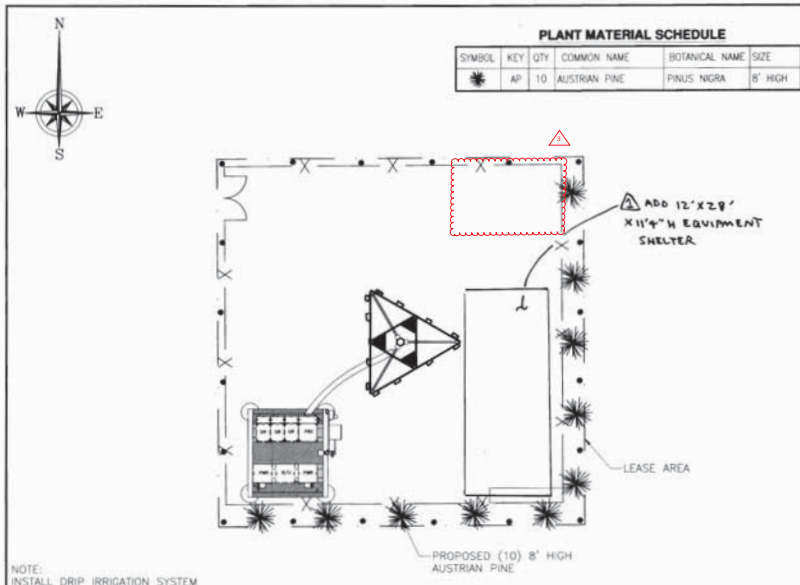 N
W E
S
PLANT MATERIAL SCHEDULE
SYMBOL KEY QTY COMMON NAME BOTANICAL NAME SIZE
AP 10 AUSTRIAN PINE PINUS NIGRA 8' HIGH
3
1 ADD 12'X28'
X11'4"H EQUIPMENT
SHELTER
LEASE AREA
PROPOSED (10) 8' HIGH
AUSTRIAN PINE
NOTE:
INSTALL DRIP IRRIGATION SYSTEM